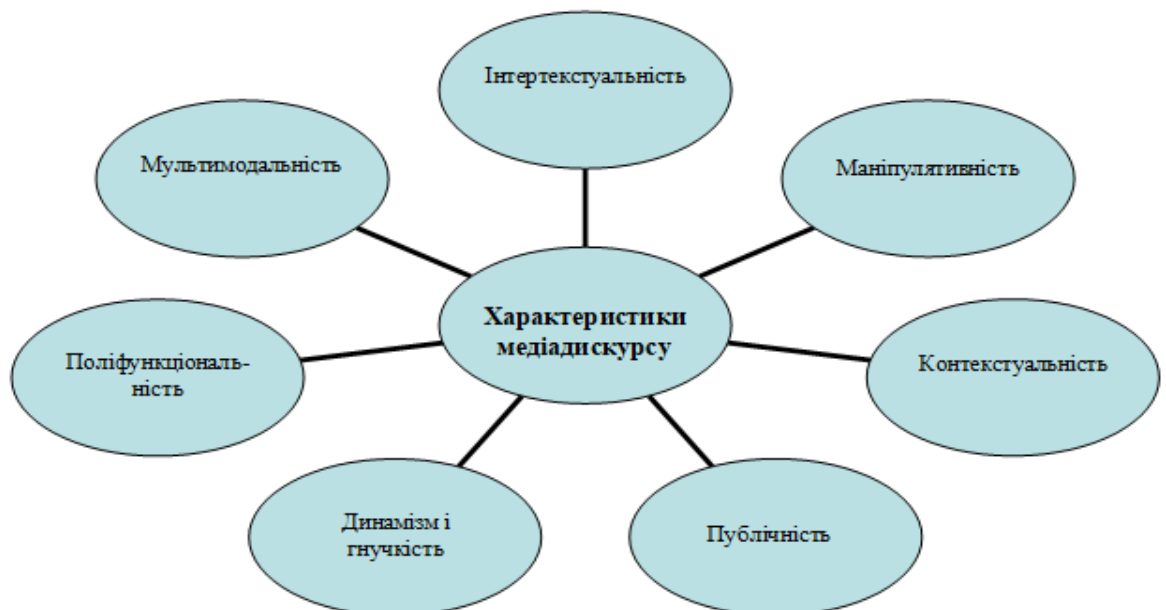 Інтертекстуальність
Мультимодальність
Маніпулятивність
Характеристики
медіадискурсу
Поліфункціональ-
ність
Контекстуальність
Динамізм і
гнучкість
Публічність